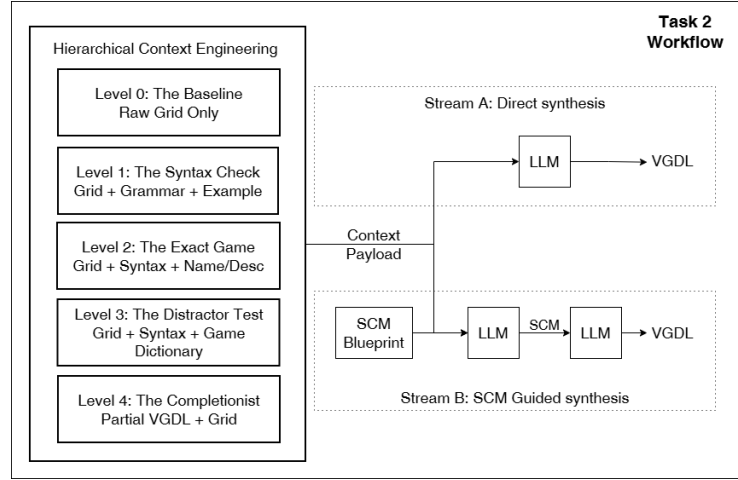 Task 2
Workflow
Hierarchical Context Engineering
Level 0: The Baseline
Raw Grid Only
Level 1: The Syntax Check
Grid + Grammar + Example
Level 2: The Exact Game
Grid + Syntax + Name/Desc
Level 3: The Distractor Test
Grid + Syntax + Game
Dictionary
Level 4: The Completionist
Partial VGDL + Grid
Context
Payload
Stream A: Direct synthesis
LLM
VGDL
SCM
Blueprint
LLM
SCM
LLM
VGDL
Stream B: SCM Guided synthesis